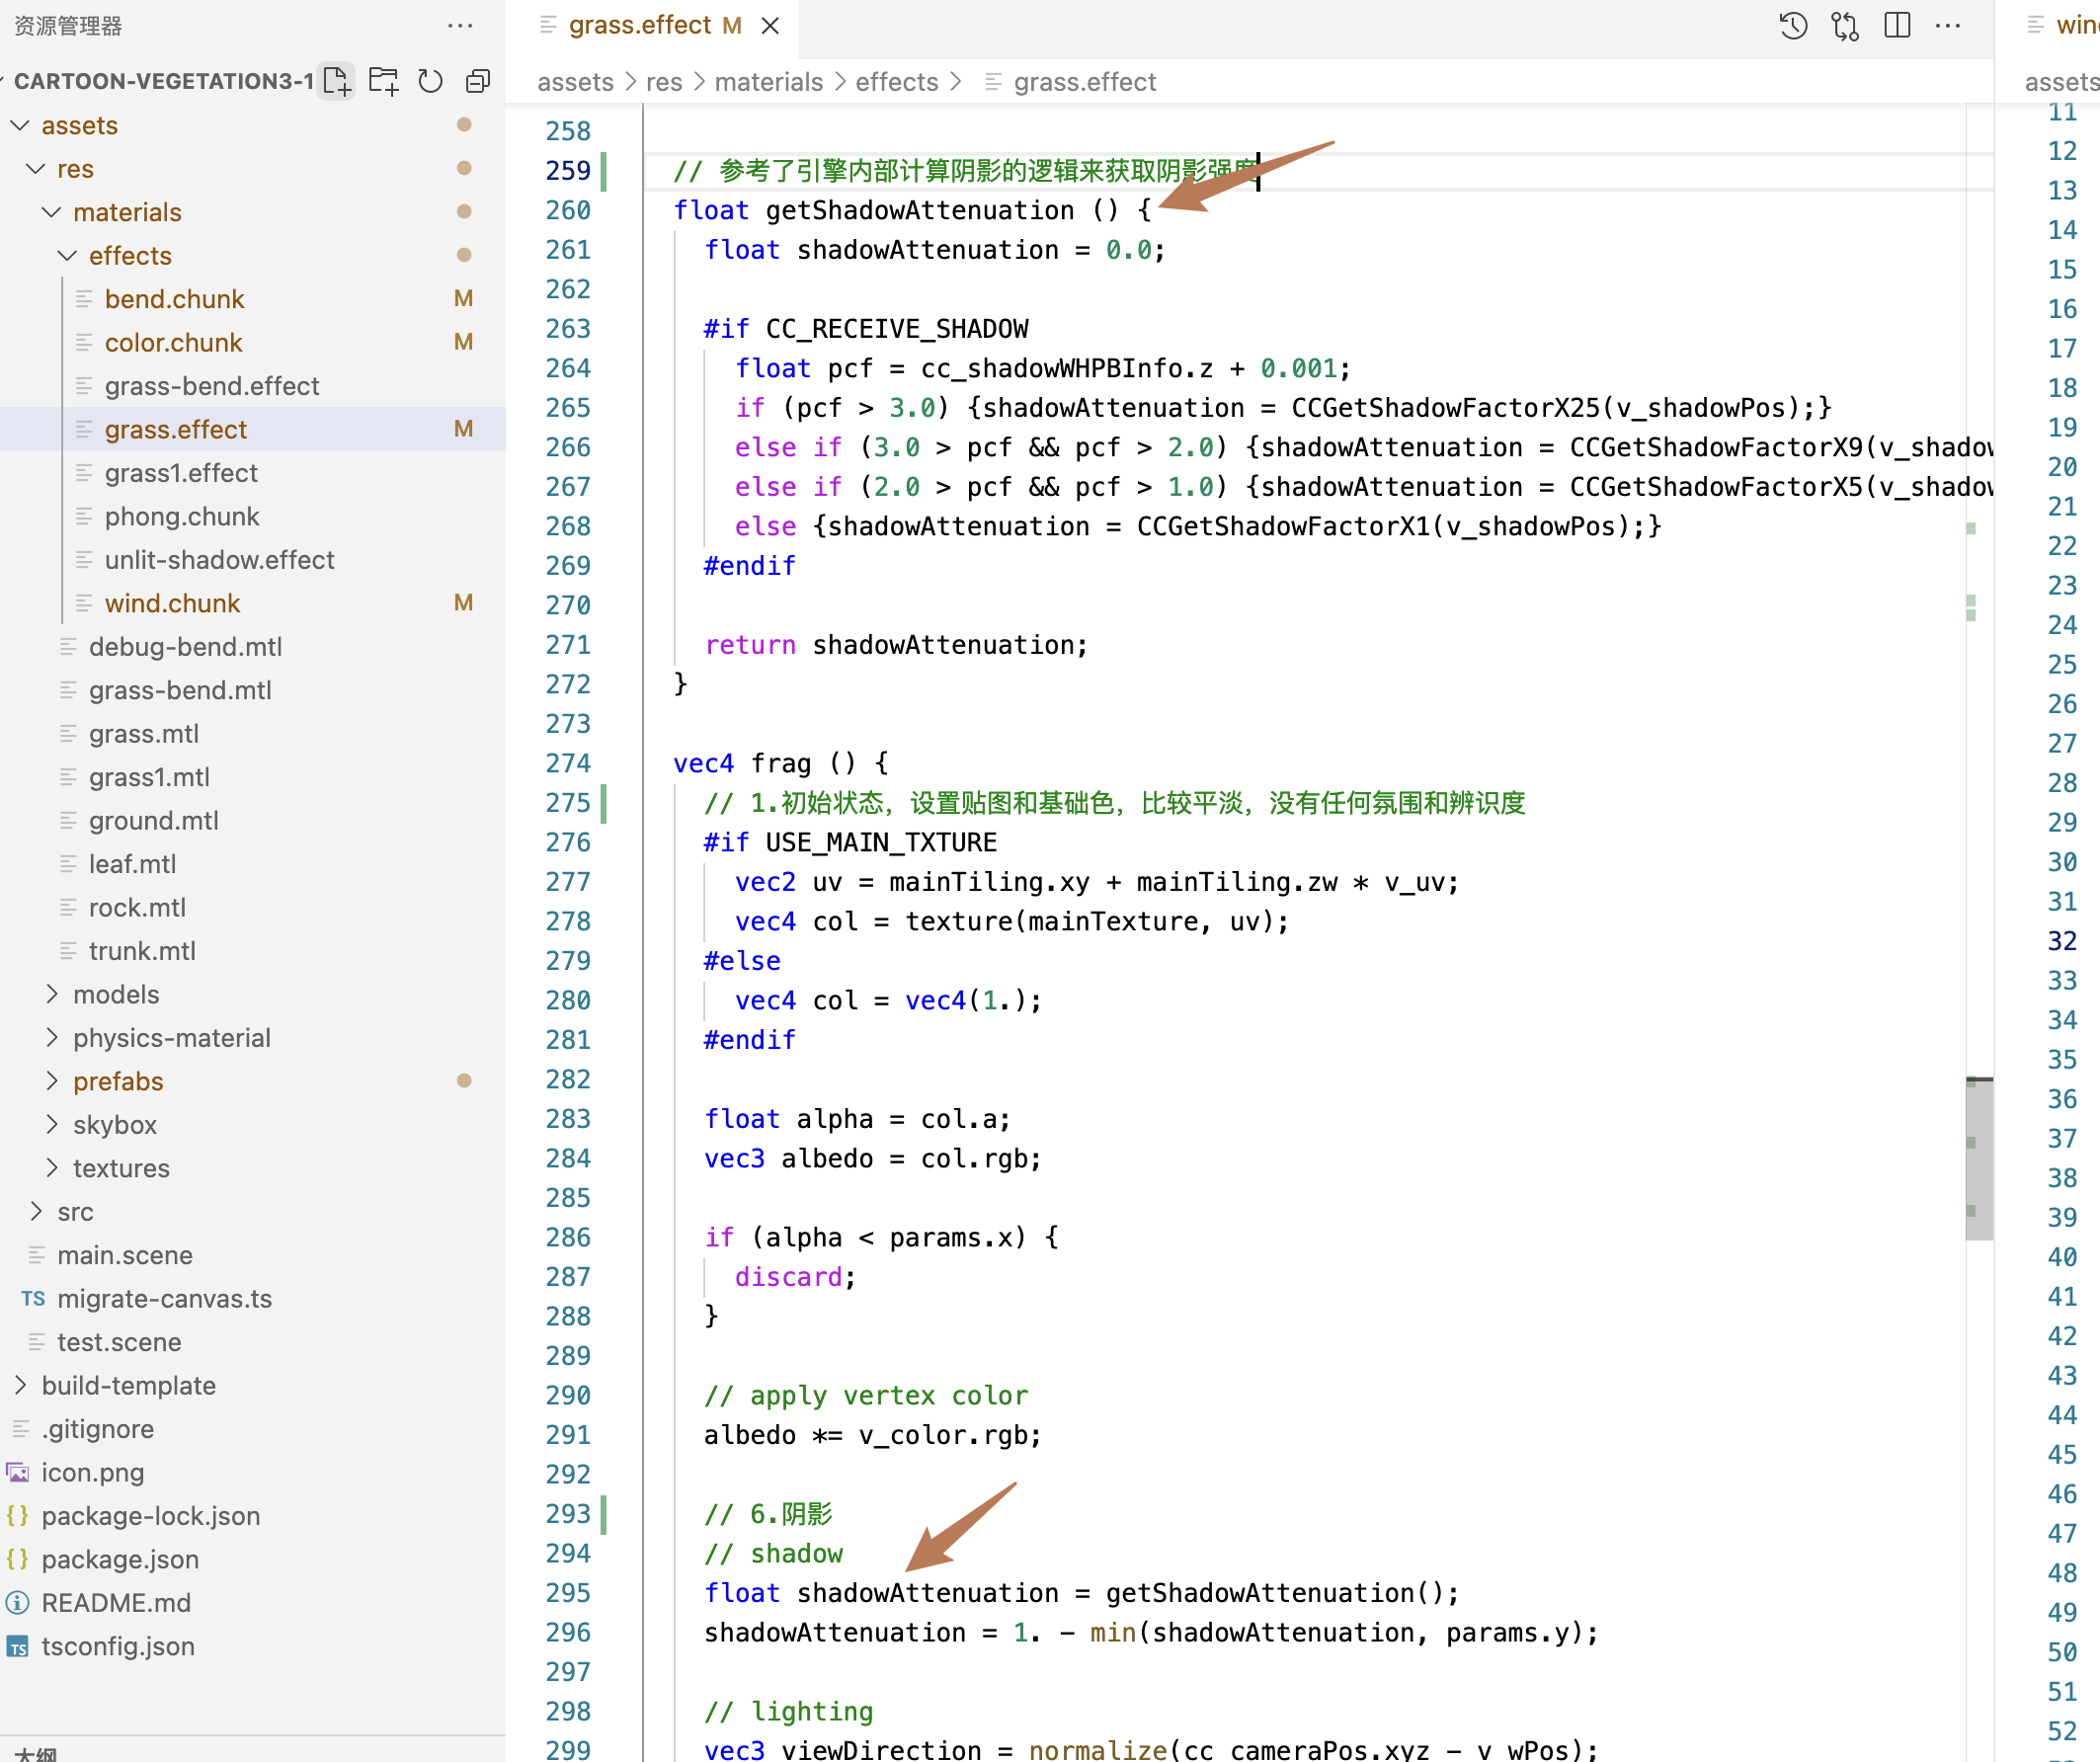 资源管理器
CARTOON-VEGETATION3-1
assets
res
materials
effects
bend.chunk M
color.chunk M
grass-bend.effect
grass.effect M
grass1.effect
phong.chunk
unlit-shadow.effect
wind.chunk M
debug-bend.mtl
grass-bend.mtl
grass.mtl
grass1.mtl
ground.mtl
leaf.mtl
rock.mtl
trunk.mtl
models
physics-material
prefabs
skybox
textures
src
main.scene
TS migrate-canvas.ts
test.scene
build-template
.gitignore
icon.png
{} package-lock.json
{} package.json
README.md
TS tsconfig.json
大纲
grass.effect M
assets > res > materials > effects > grass.effect
258
259 // 参考了引擎内部计算阴影的逻辑来获取阴影强度
260 float getShadowAttenuation () {
261 float shadowAttenuation = 0.0;
262
263 #if CC_RECEIVE_SHADOW
264 float pcf = cc_shadowWHPBInfo.z + 0.001;
265 if (pcf > 3.0) {shadowAttenuation = CCGetShadowFactorX25(v_shadowPos);}
266 else if (3.0 > pcf && pcf > 2.0) {shadowAttenuation = CCGetShadowFactorX9(v_shadow
267 else if (2.0 > pcf && pcf > 1.0) {shadowAttenuation = CCGetShadowFactorX5(v_shadow
268 else {shadowAttenuation = CCGetShadowFactorX1(v_shadowPos);}
269 #endif
270
271 return shadowAttenuation;
272 }
273
274 vec4 frag () {
275 // 1.初始状态，设置贴图和基础色，比较平淡，没有任何氛围和辨识度
276 #if USE_MAIN_TXTURE
277 vec2 uv = mainTiling.xy + mainTiling.zw * v_uv;
278 vec4 col = texture(mainTexture, uv);
279 #else
280 vec4 col = vec4(1.);
281 #endif
282
283 float alpha = col.a;
284 vec3 albedo = col.rgb;
285
286 if (alpha < params.x) {
287 discard;
288 }
289
290 // apply vertex color
291 albedo *= v_color.rgb;
292
293 // 6.阴影
294 // shadow
295 float shadowAttenuation = getShadowAttenuation();
296 shadowAttenuation = 1. - min(shadowAttenuation, params.y);
297
298 // lighting
299 vec3 viewDirection = normalize(cc_cameraPos.xyz - v_wPos);
win
assets
11
12
13
14
15
16
17
18
19
20
21
22
23
24
25
26
27
28
29
30
31
32
33
34
35
36
37
38
39
40
41
42
43
44
45
46
47
48
49
50
51
52